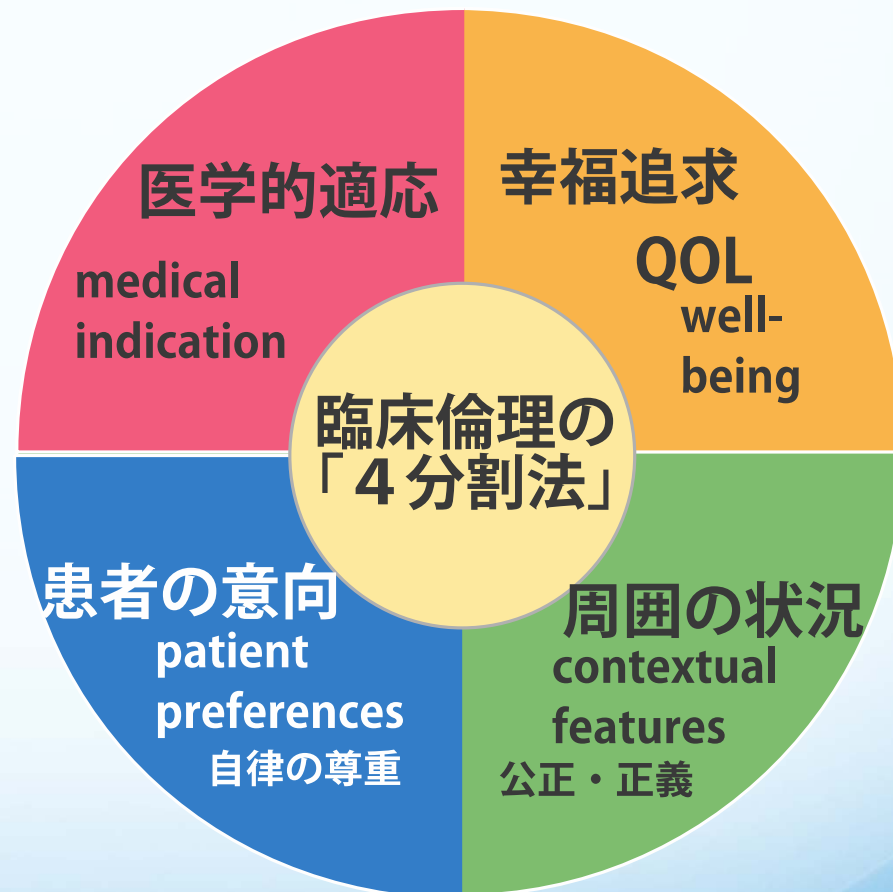 医学的適応
medical
indication
幸福追求
QOL
well-
being
臨床倫理の
「４分割法」
患者の意向
patient
preferences
自律の尊重
周囲の状況
contextual
features
公正・正義